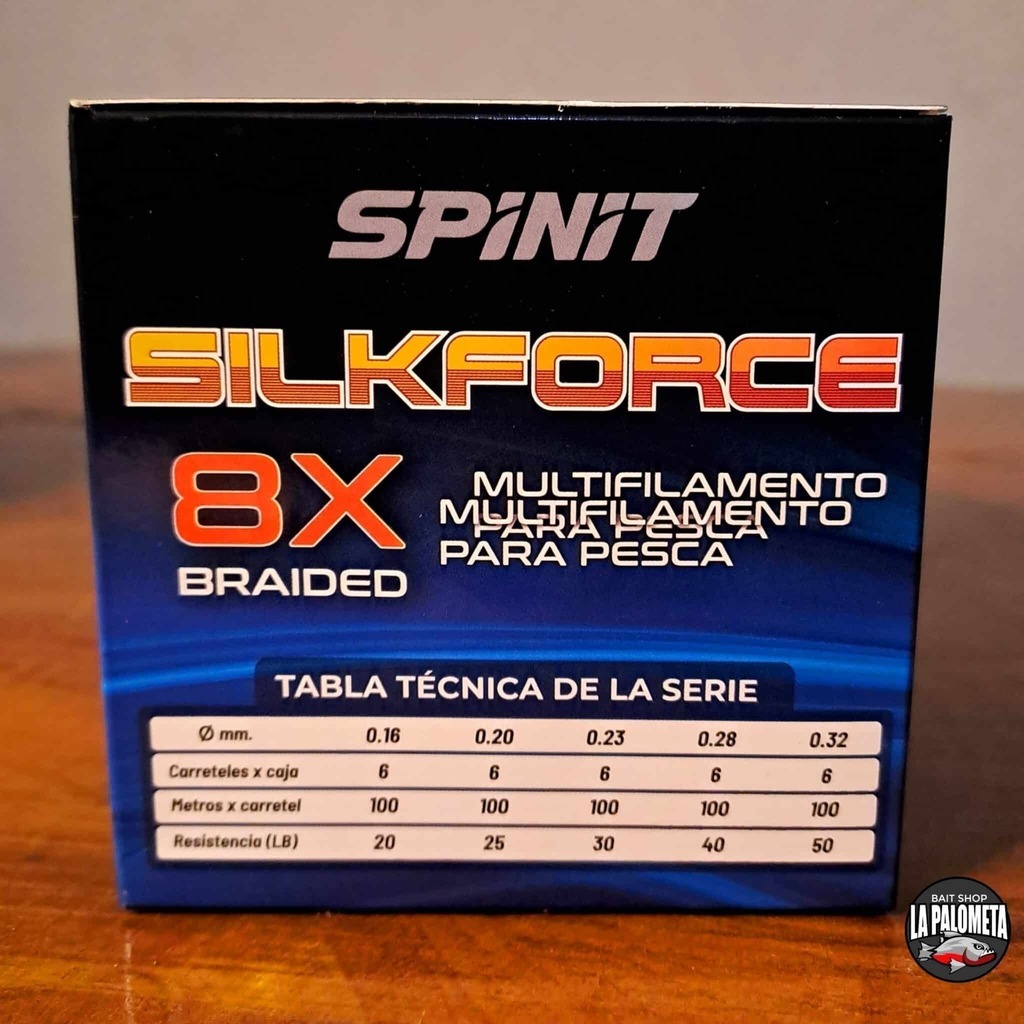 SPINIT
SILKFORCE
8X
BRAIDED
MULTIFILAMENTO
MULTIFILAMENTO
PARA PESCA
PARA PESCA
TABLA TÉCNICA DE LA SERIE
Ø mm. 0.16 0.20 0.23 0.28 0.32
Carreteles x caja 6 6 6 6 6
Metros x carretel 100 100 100 100 100
Resistencia (LB) 20 25 30 40 50
BAIT SHOP
LA PALOMETA